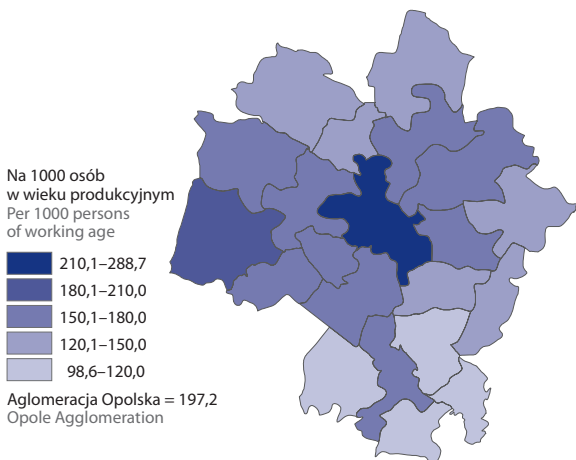 Na 1000 osób
w wieku produkcyjnym
Per 1000 persons
of working age
210,1–288,7
180,1–210,0
150,1–180,0
120,1–150,0
98,6–120,0
Aglomeracja Opolska = 197,2
Opole Agglomeration